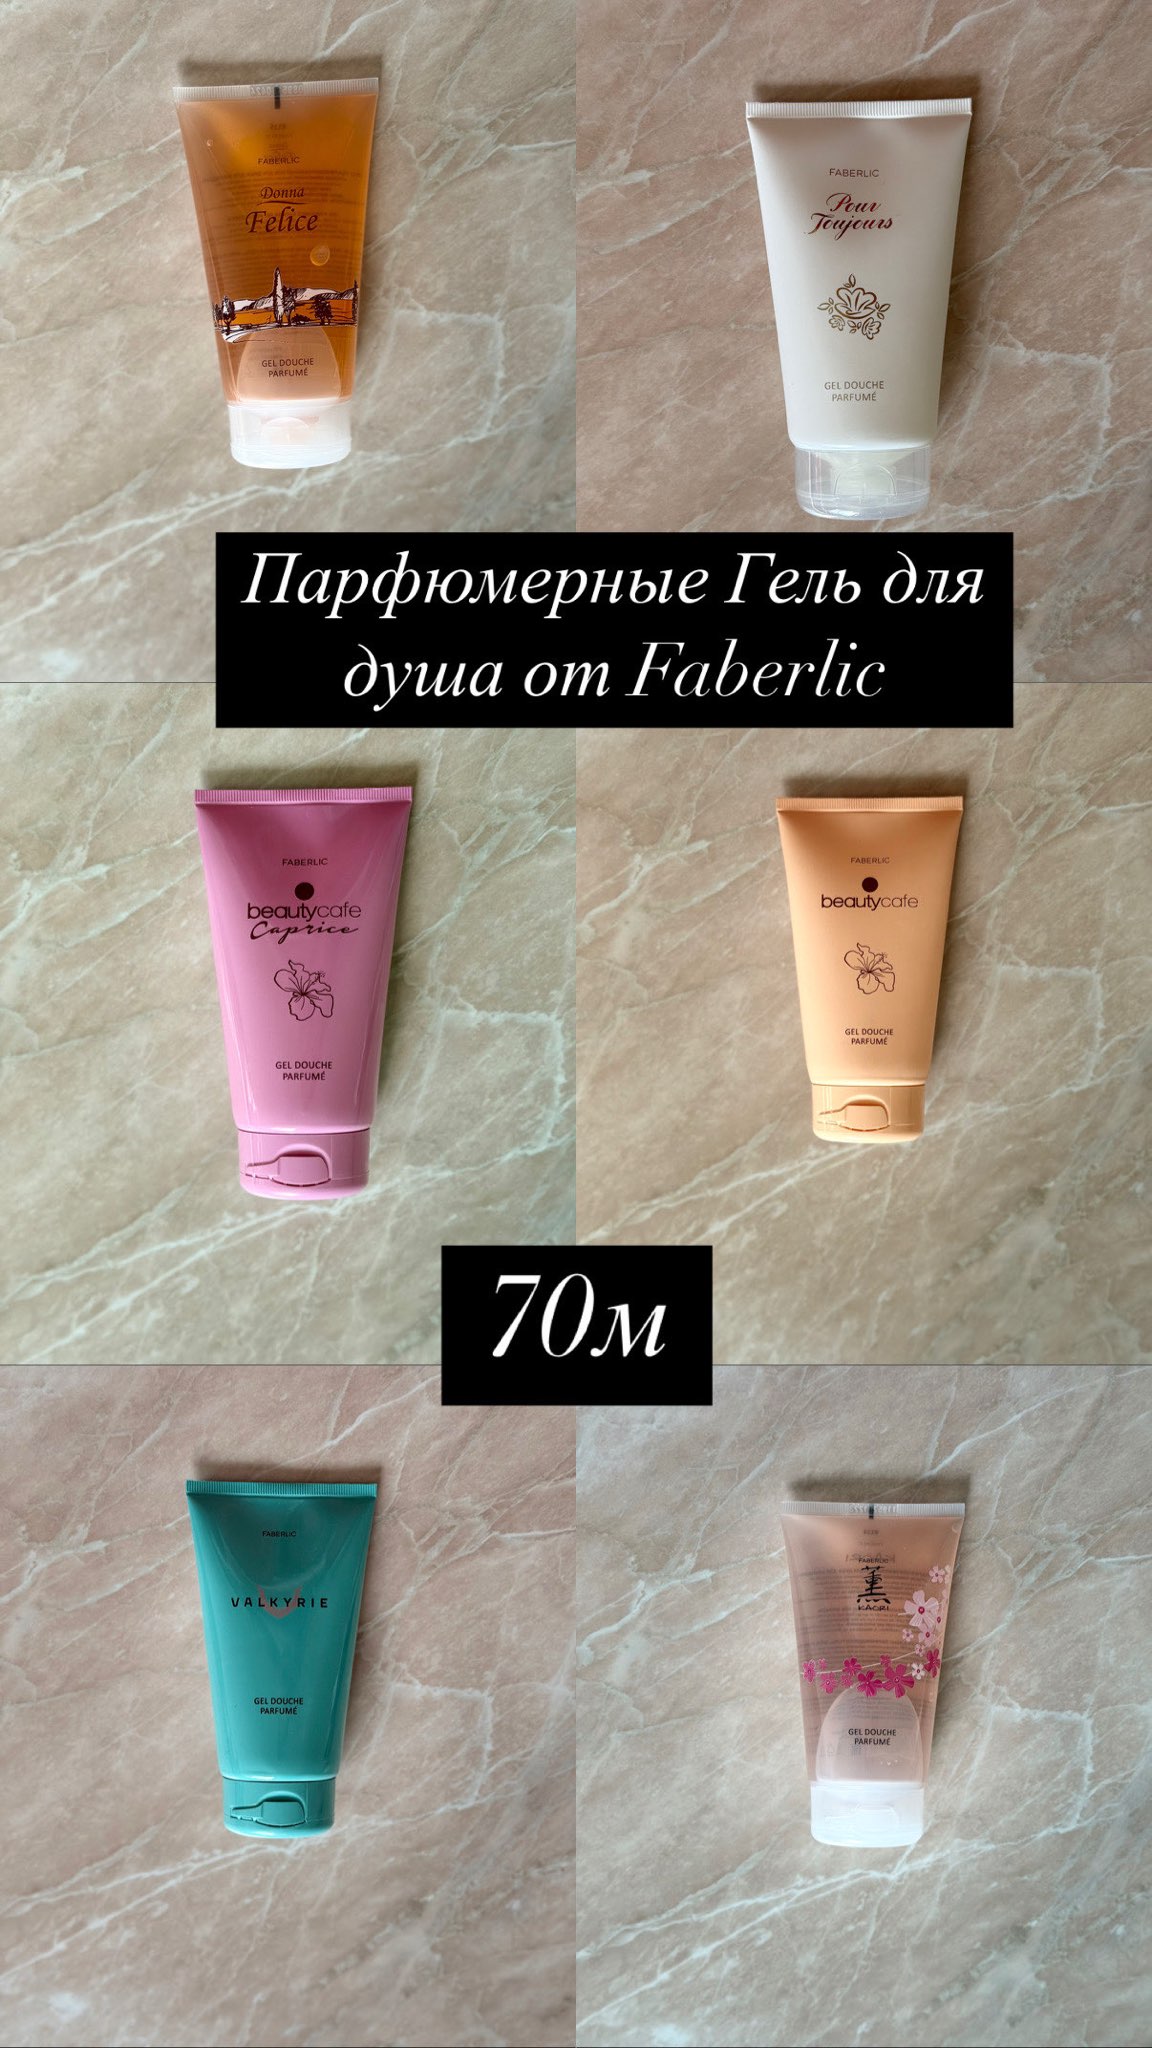 FABERLIC
Donna
Felice
GEL DOUCHE
PARFUMÉ
FABERLIC
Pour
Toujours
GEL DOUCHE
PARFUMÉ
Парфюмерные Гель для
душа от Faberlic
FABERLIC
beautycafe
Caprice
GEL DOUCHE
PARFUMÉ
FABERLIC
beautycafe
GEL DOUCHE
PARFUMÉ
70м
FABERLIC
VALKYRIE
GEL DOUCHE
PARFUMÉ
FABERLIC
薫
KAORI
GEL DOUCHE
PARFUMÉ